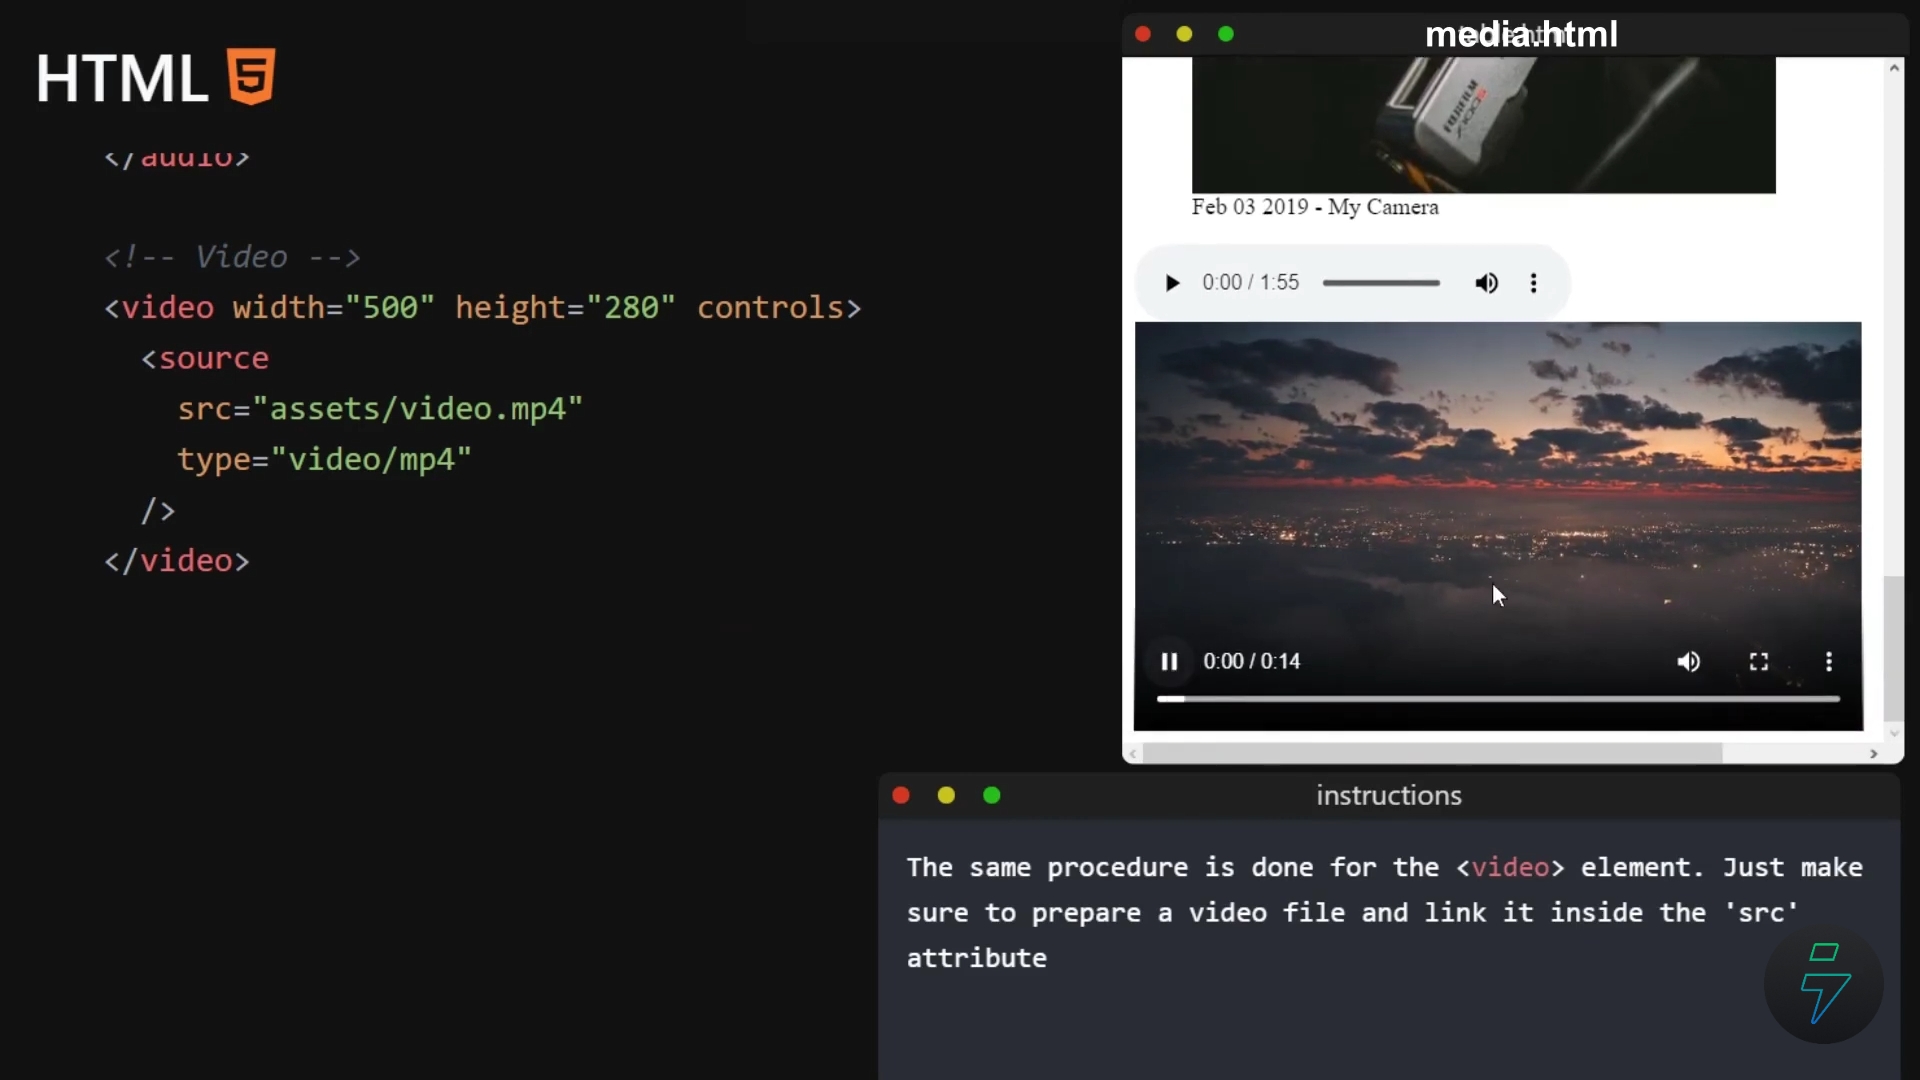 HTML 5
</audio>
<!-- Video -->
<video width="500" height="280" controls>
<source
src="assets/video.mp4"
type="video/mp4"
/>
</video>
media.html
FUJIFILM
Feb 03 2019 - My Camera
0:00 / 1:55
0:00 / 0:14
instructions
The same procedure is done for the <video> element. Just make
sure to prepare a video file and link it inside the 'src'
attribute